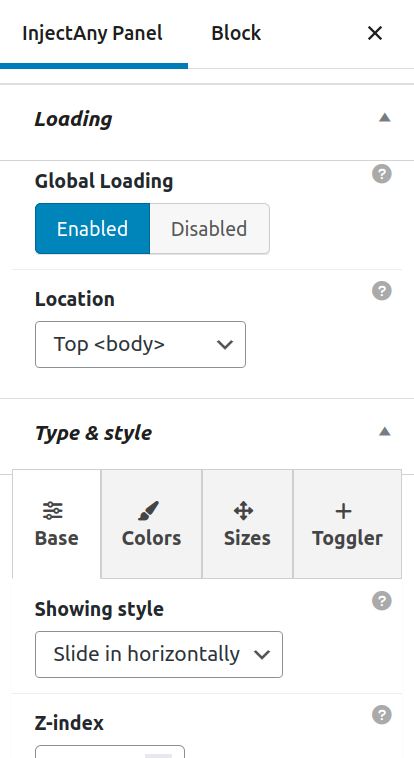 InjectAny Panel Block
Loading
Global Loading ?
Enabled Disabled
Location ?
Top <body>
Type & style
Base Colors Sizes Toggler
Showing style ?
Slide in horizontally
Z-index ?